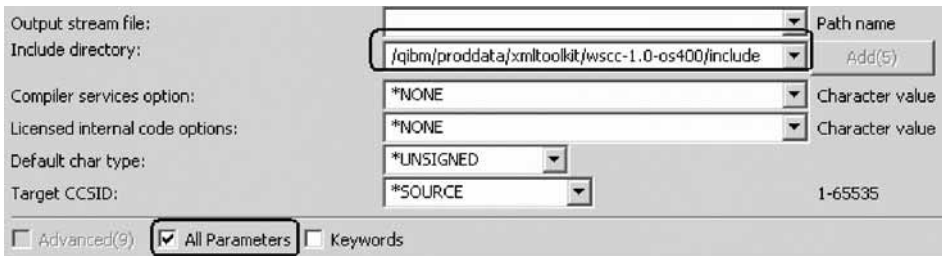 Output stream file: Path name
Include directory: /qibm/proddata/xmltoolkit/wscc-1.0-os400/include Add(5)
Compiler services option: *NONE Character value
Licensed internal code options: *NONE Character value
Default char type: *UNSIGNED
Target CCSID: *SOURCE 1-65535
Advanced(9) All Parameters Keywords